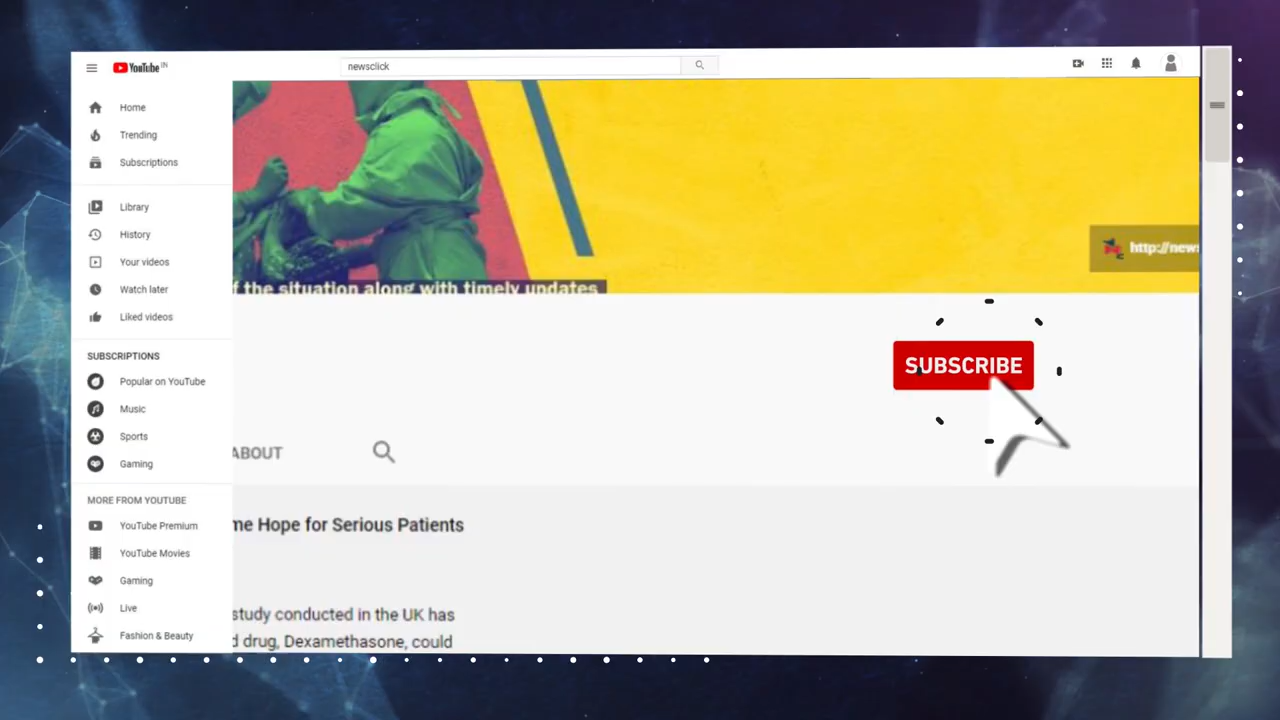 YouTube IN
newsclick
Home
Trending
Subscriptions
Library
History
Your videos
Watch later
Liked videos
SUBSCRIPTIONS
Popular on YouTube
Music
Sports
Gaming
MORE FROM YOUTUBE
YouTube Premium
YouTube Movies
Gaming
Live
Fashion & Beauty
http://news
f the situation along with timely updates
SUBSCRIBE
ABOUT
me Hope for Serious Patients
study conducted in the UK has
d drug, Dexamethasone, could